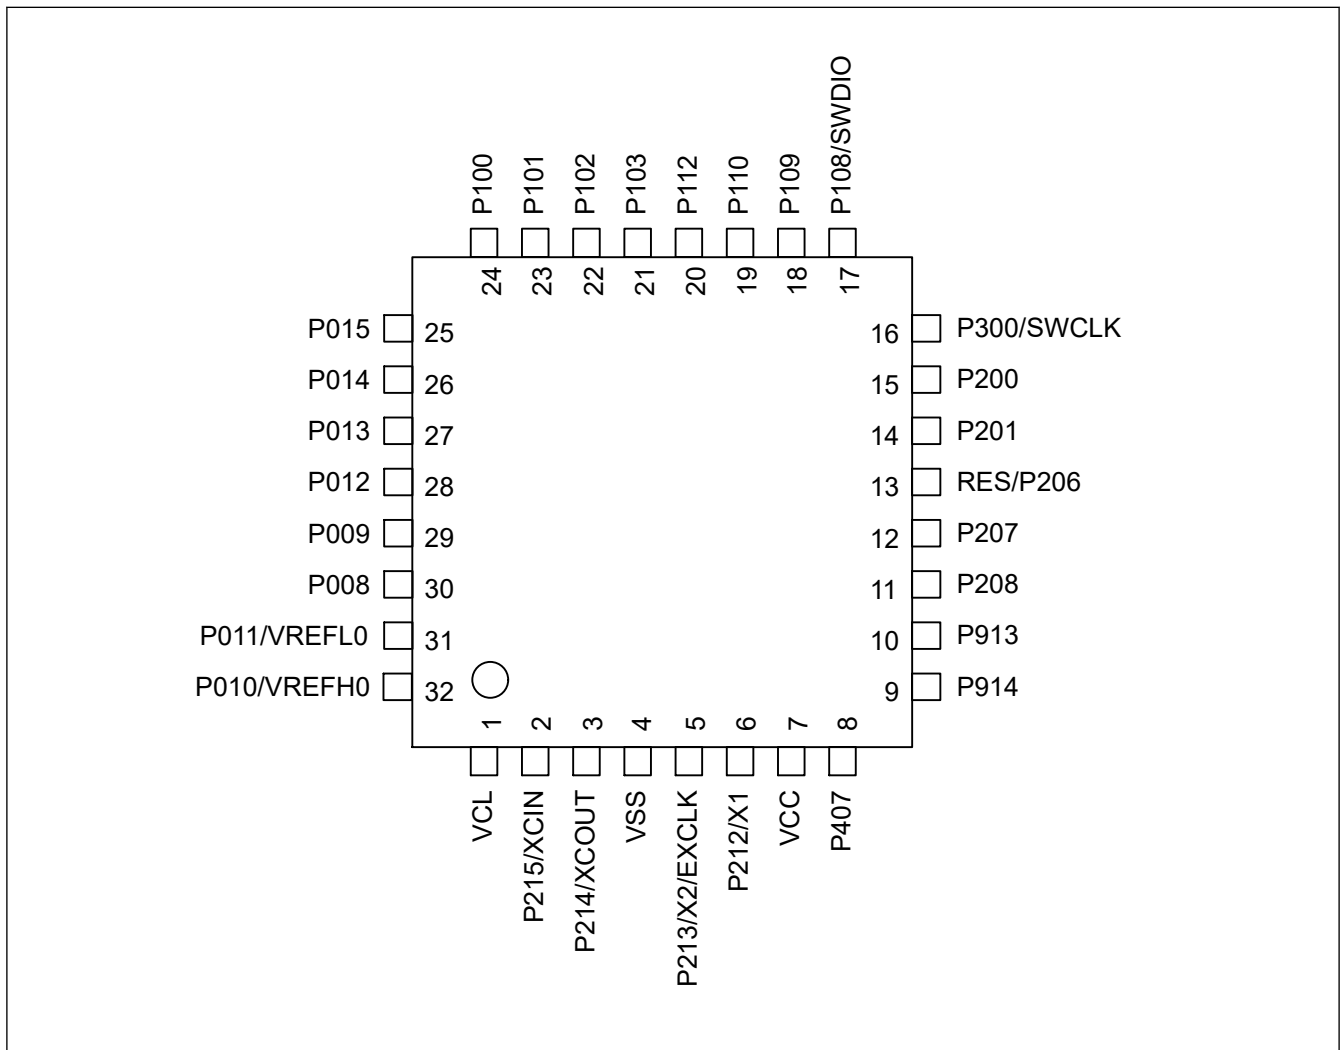 P100
P101
P102
P103
P112
P110
P109
P108/SWDIO
24
23
22
21
20
19
18
17
P015 25
P014 26
P013 27
P012 28
P009 29
P008 30
P011/VREFL0 31
P010/VREFH0 32
16 P300/SWCLK
15 P200
14 P201
13 RES/P206
12 P207
11 P208
10 P913
9 P914
1
2
3
4
5
6
7
8
VCL
P215/XCIN
P214/XCOUT
VSS
P213/X2/EXCLK
P212/X1
VCC
P407